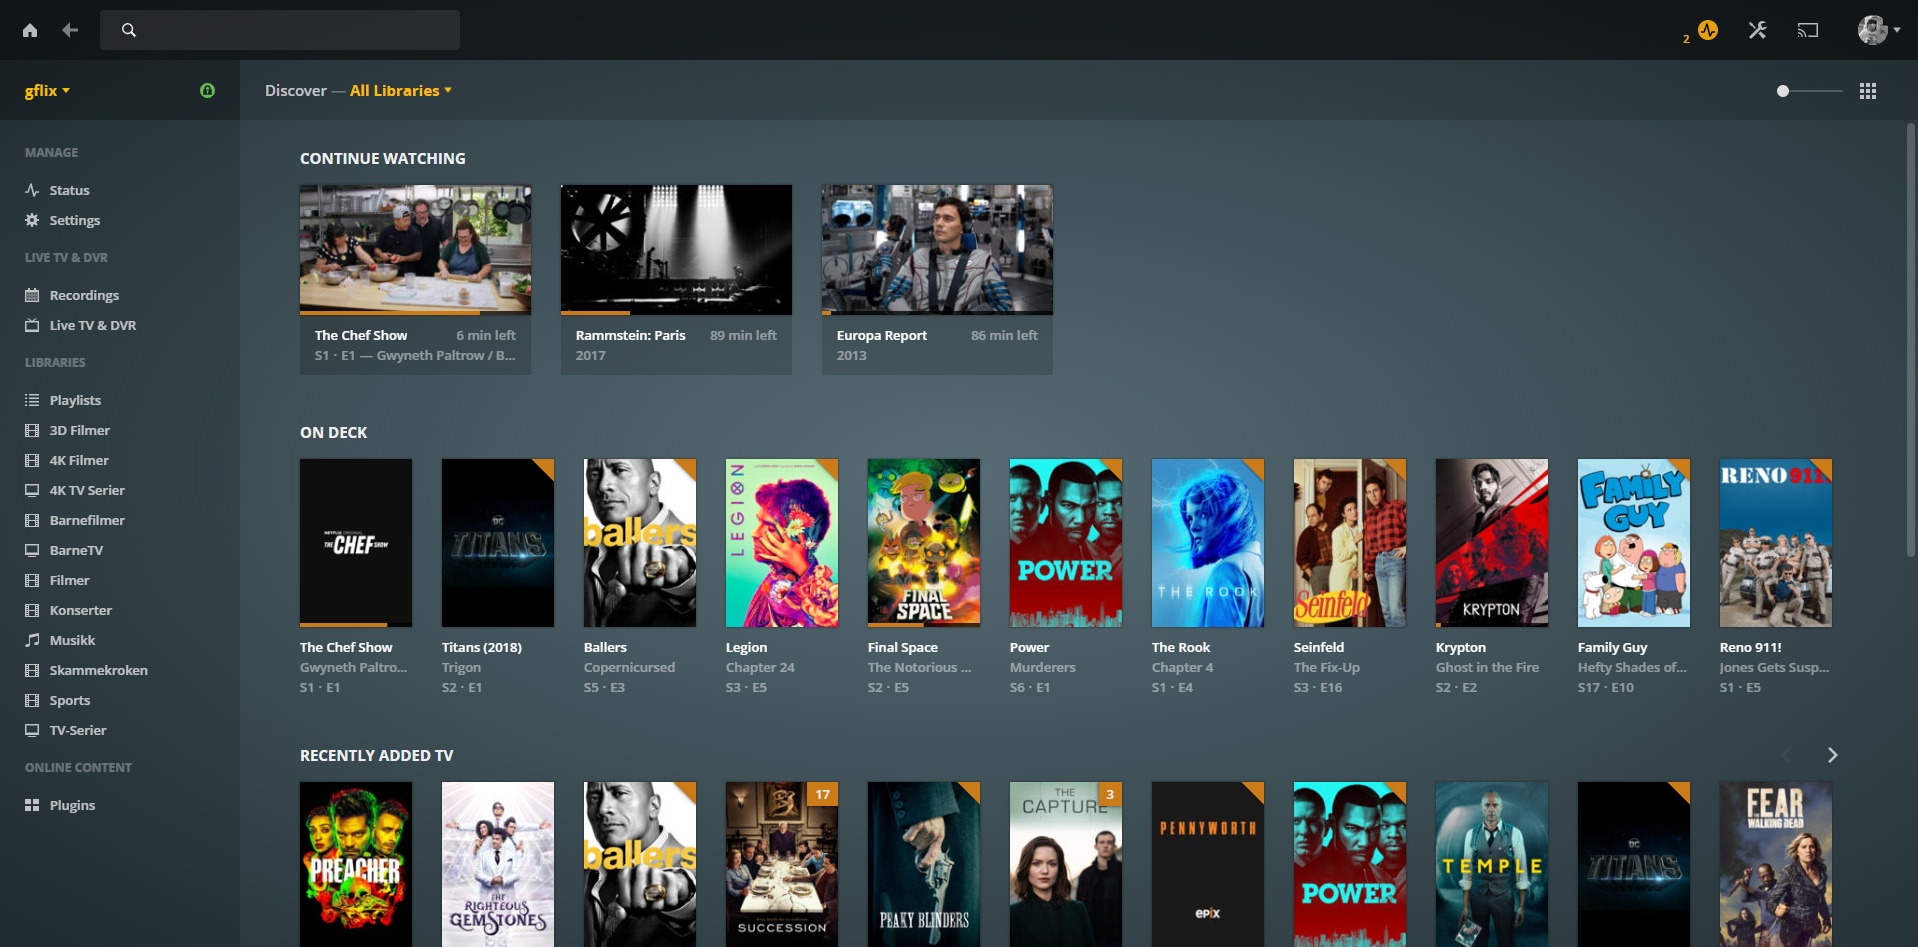 2
gflix
Discover — All Libraries
MANAGE
Status
Settings
LIVE TV & DVR
Recordings
Live TV & DVR
LIBRARIES
Playlists
3D Filmer
4K Filmer
4K TV Serier
Barnefilmer
BarneTV
Filmer
Konserter
Musikk
Skammekroken
Sports
TV-Serier
ONLINE CONTENT
Plugins
CONTINUE WATCHING
The Chef Show 6 min left
S1 · E1 — Gwyneth Paltrow / B...
Rammstein: Paris 89 min left
2017
Europa Report 86 min left
2013
ON DECK
NETFLIX ORIGINAL
THE CHEF SHOW
DC
TITANS
ballers
LEGION
FINAL
SPACE
POWER
THE ROOK
Seinfeld
KRYPTON
FAMILY
GUY
RENO 911!
The Chef Show
Gwyneth Paltro...
S1 · E1
Titans (2018)
Trigon
S2 · E1
Ballers
Copernicursed
S5 · E3
Legion
Chapter 24
S3 · E5
Final Space
The Notorious ...
S2 · E5
Power
Murderers
S6 · E1
The Rook
Chapter 4
S1 · E4
Seinfeld
The Fix-Up
S3 · E16
Krypton
Ghost in the Fire
S2 · E2
Family Guy
Hefty Shades of...
S17 · E10
Reno 911!
Jones Gets Susp...
S1 · E5
RECENTLY ADDED TV
PREACHER
THE
RIGHTEOUS
GEMSTONES
ballers
17
SUCCESSION
PEAKY BLINDERS
3
THE
CAPTURE
PENNYWORTH
epix
POWER
TEMPLE
DC
TITANS
FEAR
WALKING DEAD